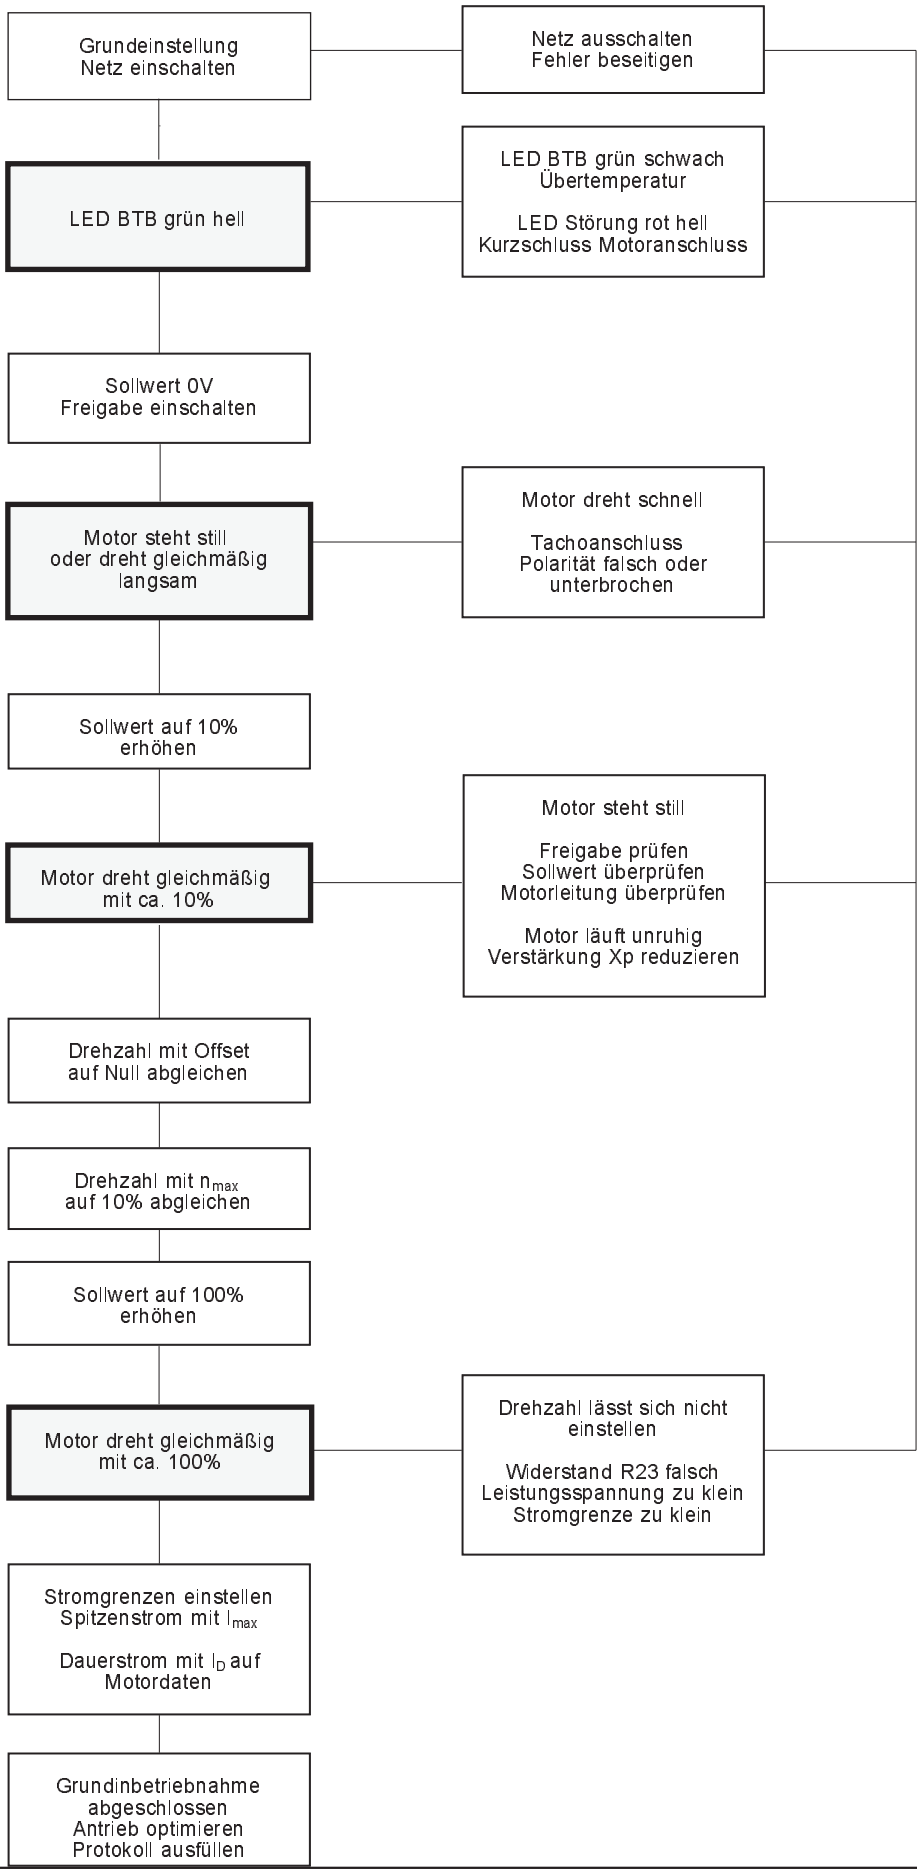 Grundeinstellung
Netz einschalten
Netz ausschalten
Fehler beseitigen
LED BTB grün hell
LED BTB grün schwach
Übertemperatur
LED Störung rot hell
Kurzschluss Motoranschluss
Sollwert 0V
Freigabe einschalten
Motor steht still
oder dreht gleichmäßig
langsam
Motor dreht schnell
Tachoanschluss
Polarität falsch oder
unterbrochen
Sollwert auf 10%
erhöhen
Motor dreht gleichmäßig
mit ca. 10%
Motor steht still
Freigabe prüfen
Sollwert überprüfen
Motorleitung überprüfen
Motor läuft unruhig
Verstärkung Xp reduzieren
Drehzahl mit Offset
auf Null abgleichen
Drehzahl mit nmax
auf 10% abgleichen
Sollwert auf 100%
erhöhen
Motor dreht gleichmäßig
mit ca. 100%
Drehzahl lässt sich nicht
einstellen
Widerstand R23 falsch
Leistungsspannung zu klein
Stromgrenze zu klein
Stromgrenzen einstellen
Spitzenstrom mit Imax
Dauerstrom mit ID auf
Motordaten
Grundinbetriebnahme
abgeschlossen
Antrieb optimieren
Protokoll ausfüllen